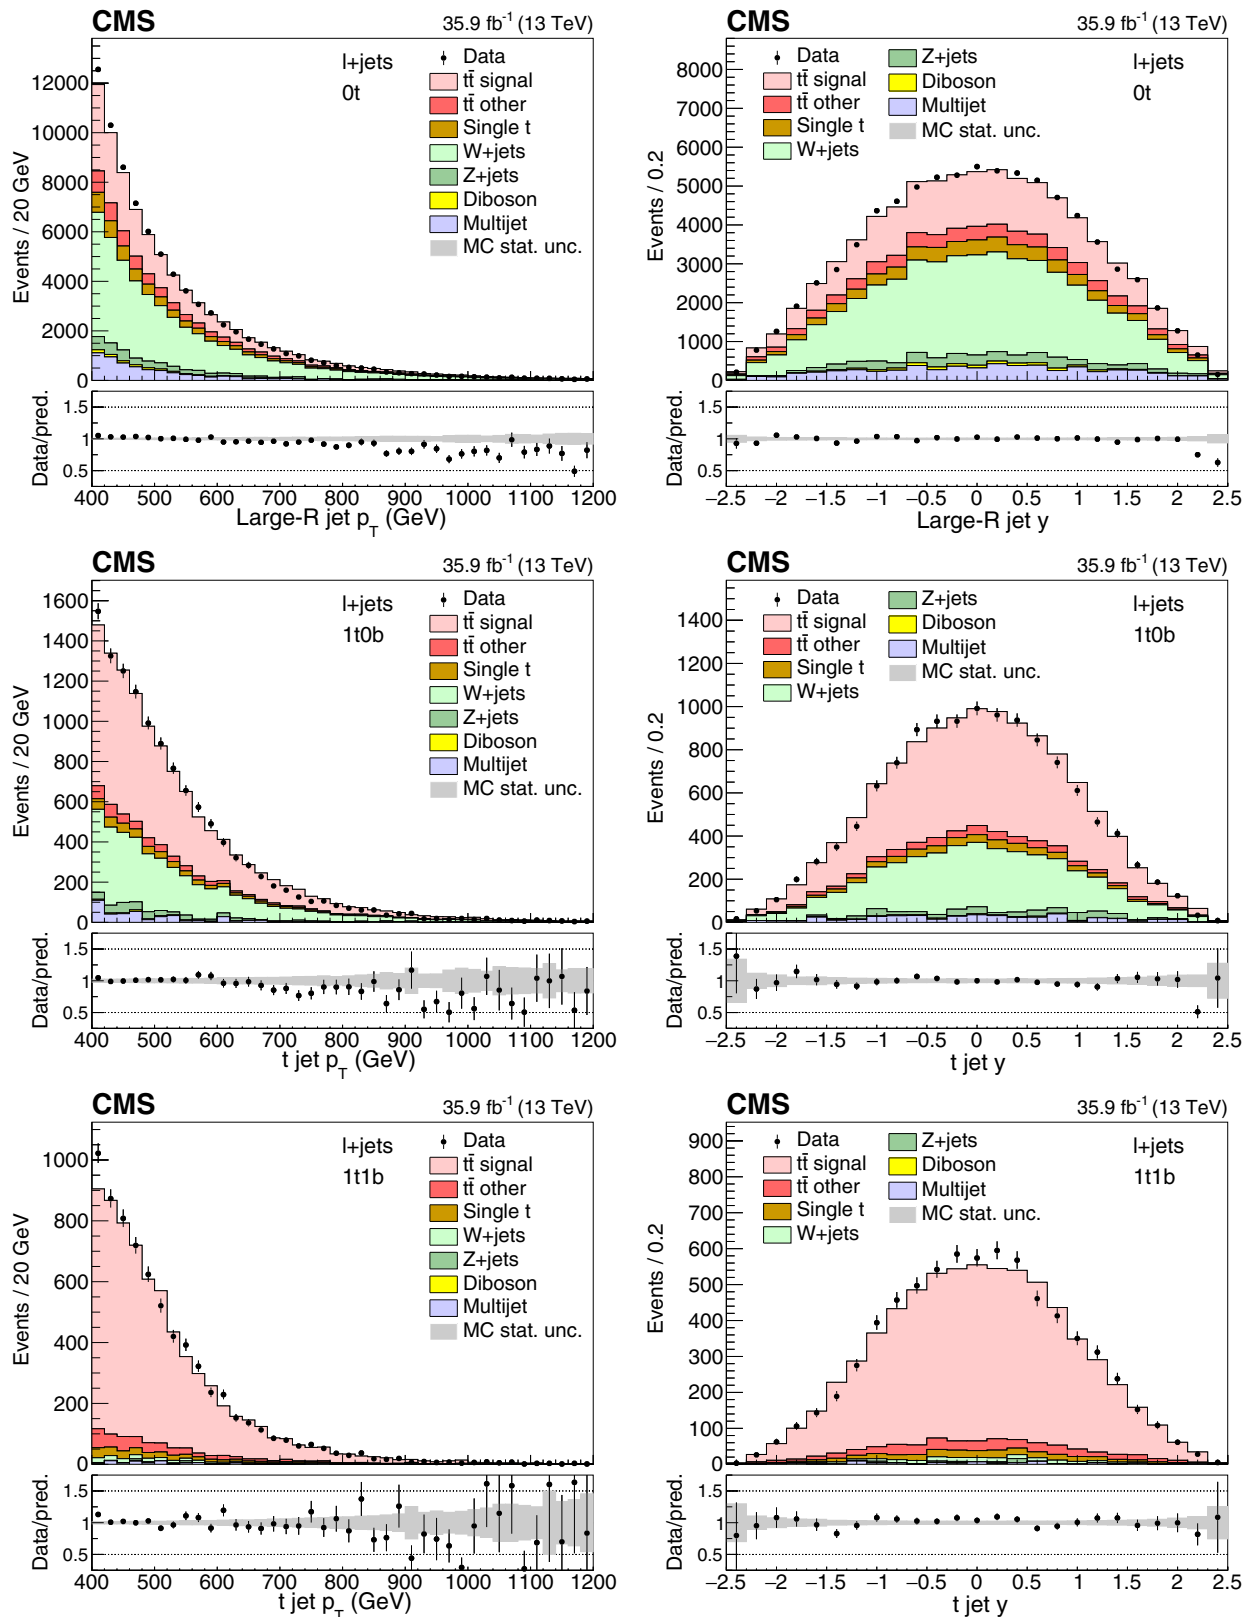 CMS 35.9 fb⁻¹ (13 TeV)
l+jets
0t
Data
tt̄ signal
tt̄ other
Single t
W+jets
Z+jets
Diboson
Multijet
MC stat. unc.
Events / 20 GeV
12000
10000
8000
6000
4000
2000
0
Data/pred.
1.5
1
0.5
400 500 600 700 800 900 1000 1100 1200
Large-R jet p_T (GeV)
CMS 35.9 fb⁻¹ (13 TeV)
l+jets
0t
Data
tt̄ signal
tt̄ other
Single t
W+jets
Z+jets
Diboson
Multijet
MC stat. unc.
Events / 0.2
8000
7000
6000
5000
4000
3000
2000
1000
0
Data/pred.
1.5
1
0.5
−2.5 −2 −1.5 −1 −0.5 0 0.5 1 1.5 2 2.5
Large-R jet y
CMS 35.9 fb⁻¹ (13 TeV)
l+jets
1t0b
Data
tt̄ signal
tt̄ other
Single t
W+jets
Z+jets
Diboson
Multijet
MC stat. unc.
Events / 20 GeV
1600
1400
1200
1000
800
600
400
200
0
Data/pred.
1.5
1
0.5
400 500 600 700 800 900 1000 1100 1200
t jet p_T (GeV)
CMS 35.9 fb⁻¹ (13 TeV)
l+jets
1t0b
Data
tt̄ signal
tt̄ other
Single t
W+jets
Z+jets
Diboson
Multijet
MC stat. unc.
Events / 0.2
1400
1200
1000
800
600
400
200
0
Data/pred.
1.5
1
0.5
−2.5 −2 −1.5 −1 −0.5 0 0.5 1 1.5 2 2.5
t jet y
CMS 35.9 fb⁻¹ (13 TeV)
l+jets
1t1b
Data
tt̄ signal
tt̄ other
Single t
W+jets
Z+jets
Diboson
Multijet
MC stat. unc.
Events / 20 GeV
1000
800
600
400
200
0
Data/pred.
1.5
1
0.5
400 500 600 700 800 900 1000 1100 1200
t jet p_T (GeV)
CMS 35.9 fb⁻¹ (13 TeV)
l+jets
1t1b
Data
tt̄ signal
tt̄ other
Single t
W+jets
Z+jets
Diboson
Multijet
MC stat. unc.
Events / 0.2
900
800
700
600
500
400
300
200
100
0
Data/pred.
1.5
1
0.5
−2.5 −2 −1.5 −1 −0.5 0 0.5 1 1.5 2 2.5
t jet y